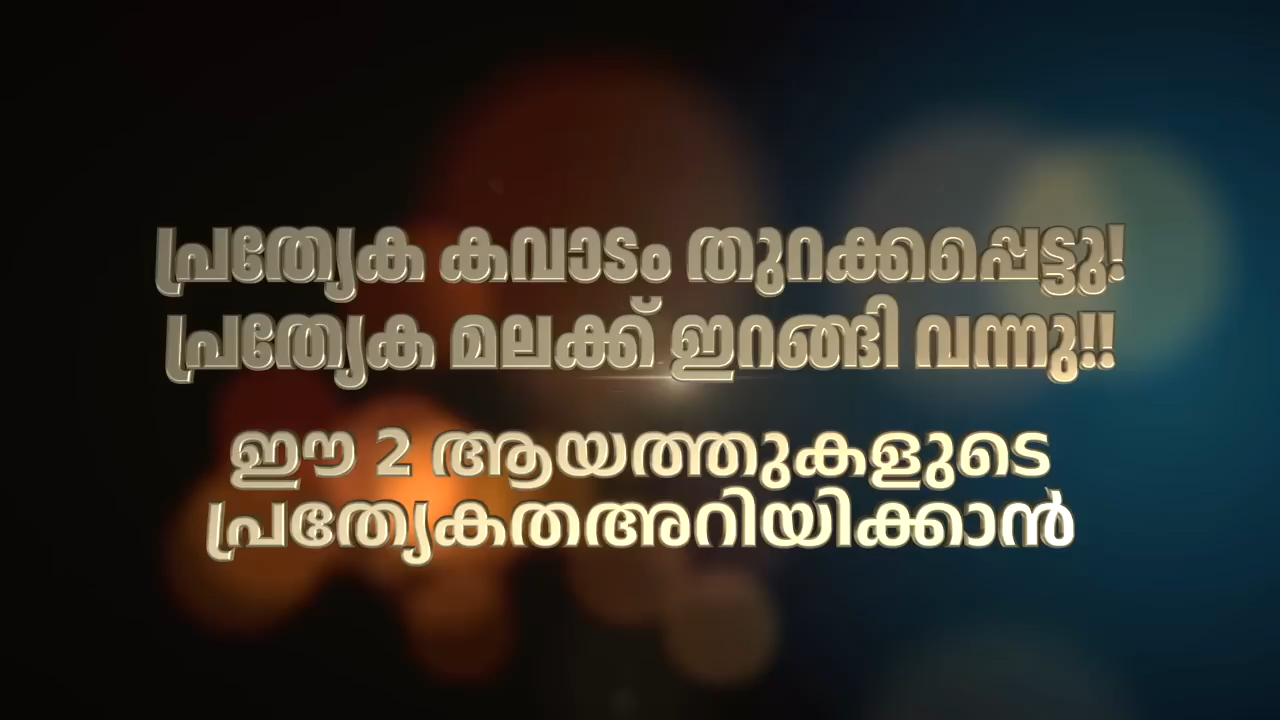 പ്രത്യേക കവാടം തുറക്കപ്പെട്ടു!
പ്രത്യേക മലക്ക് ഇറങ്ങി വന്നു!!
ഈ 2 ആയത്തുകളുടെ
പ്രത്യേകതഅറിയിക്കാൻ